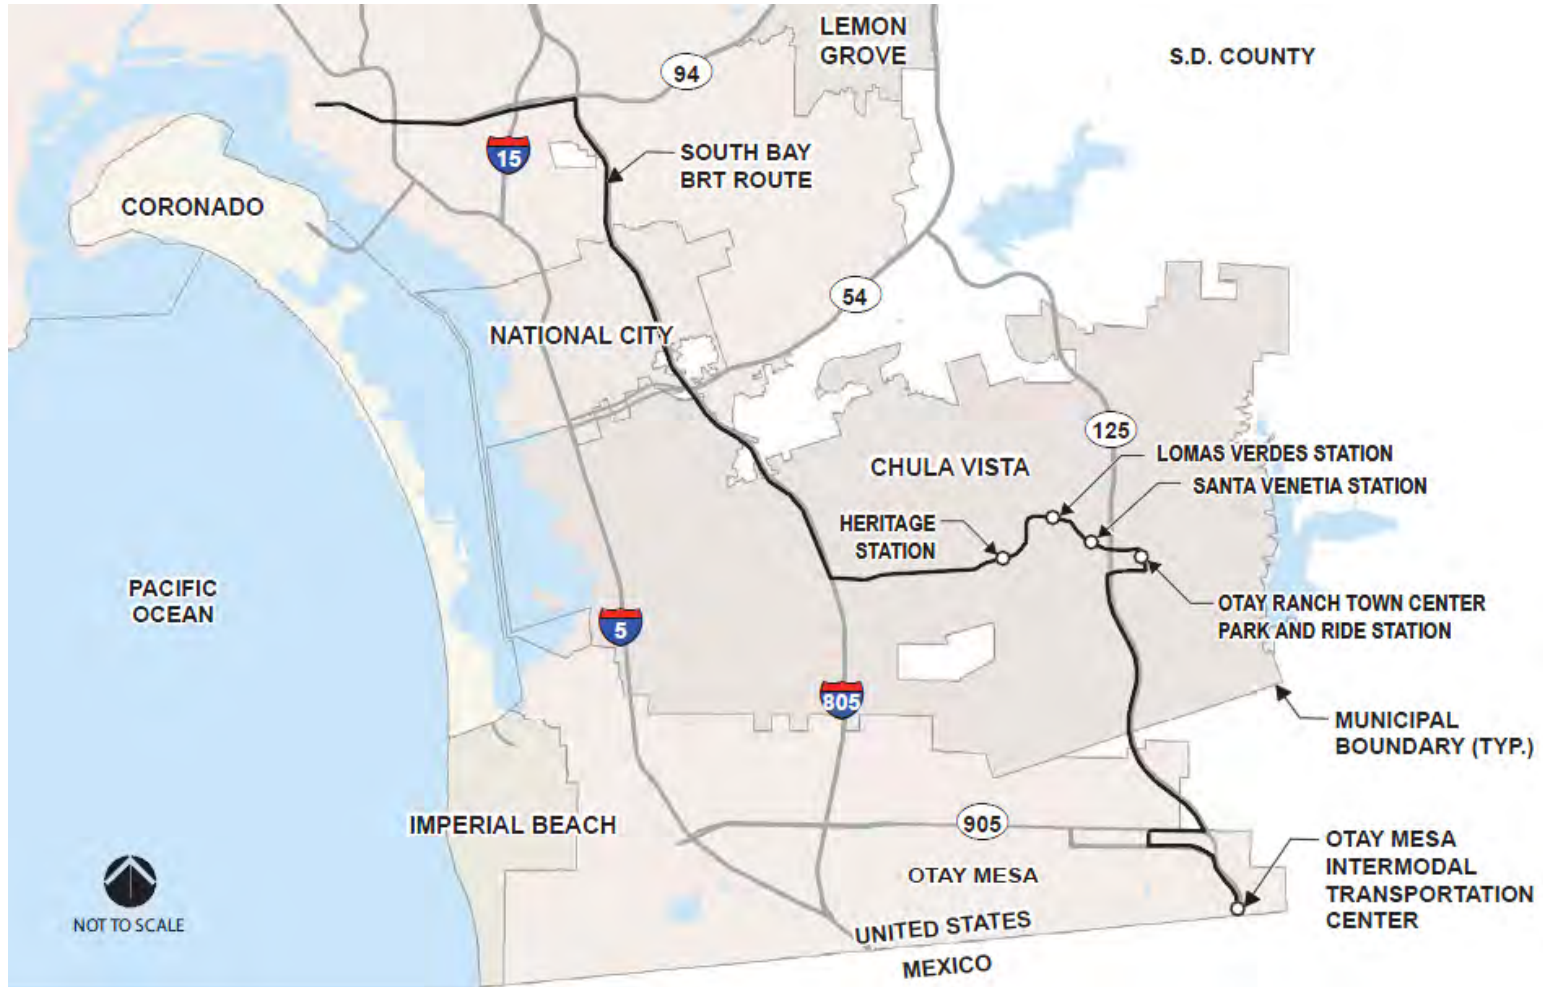 LEMON
GROVE
S.D. COUNTY
94
15
SOUTH BAY
BRT ROUTE
CORONADO
54
NATIONAL CITY
125
LOMAS VERDES STATION
CHULA VISTA
SANTA VENETIA STATION
HERITAGE
STATION
PACIFIC
OCEAN
OTAY RANCH TOWN CENTER
PARK AND RIDE STATION
5
805
MUNICIPAL
BOUNDARY (TYP.)
IMPERIAL BEACH
905
OTAY MESA
INTERMODAL
TRANSPORTATION
CENTER
OTAY MESA
NOT TO SCALE
UNITED STATES
MEXICO